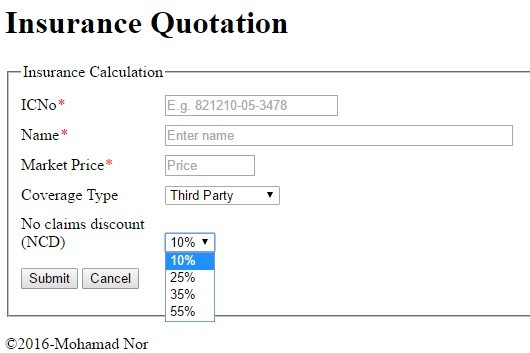 Insurance Quotation
Insurance Calculation
ICNo* E.g. 821210-05-3478
Name* Enter name
Market Price* Price
Coverage Type Third Party
No claims discount
(NCD) 10%
10%
25%
35%
55%
Submit Cancel
©2016-Mohamad Nor